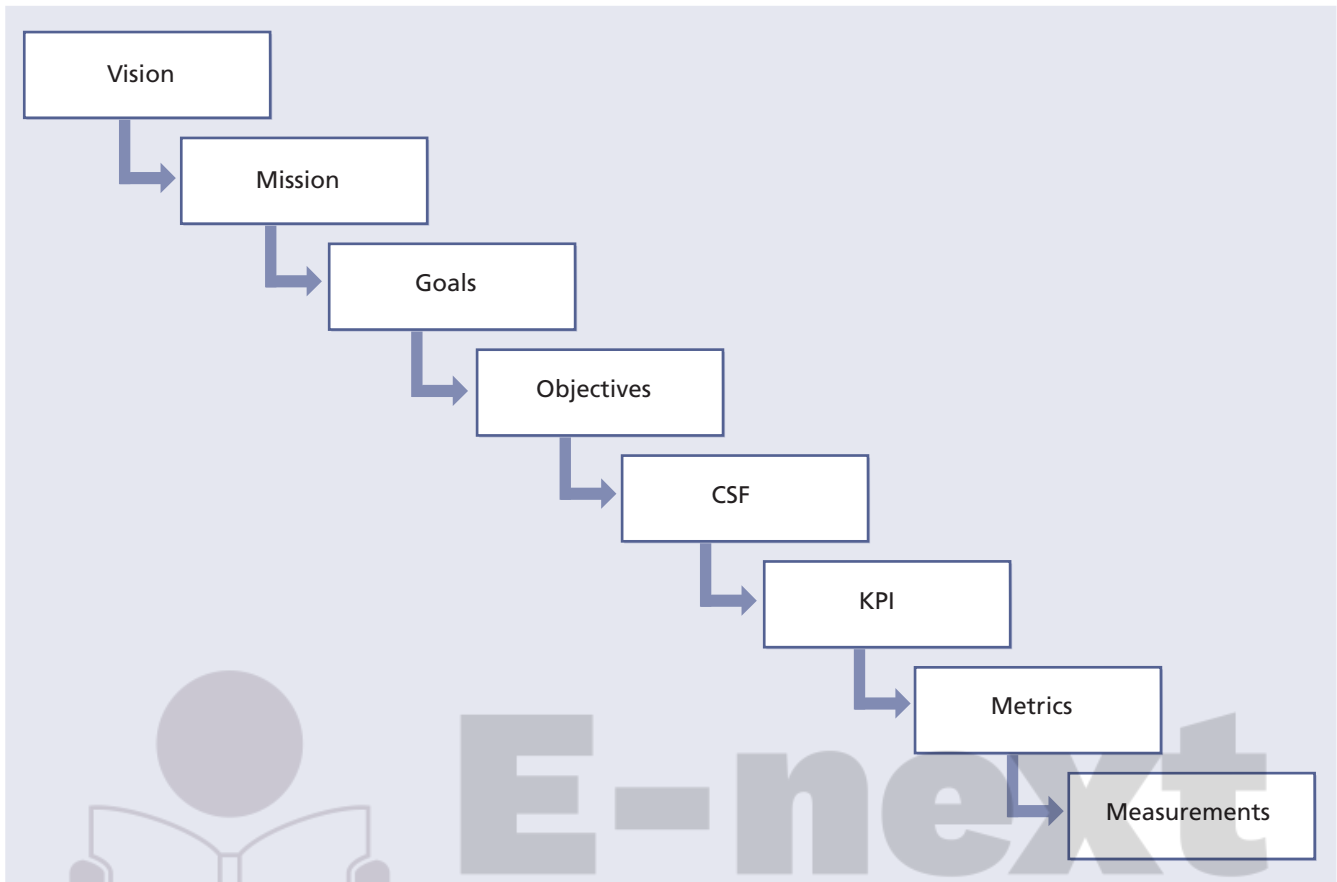 Vision
Mission
Goals
Objectives
CSF
KPI
Metrics
Measurements
E-next